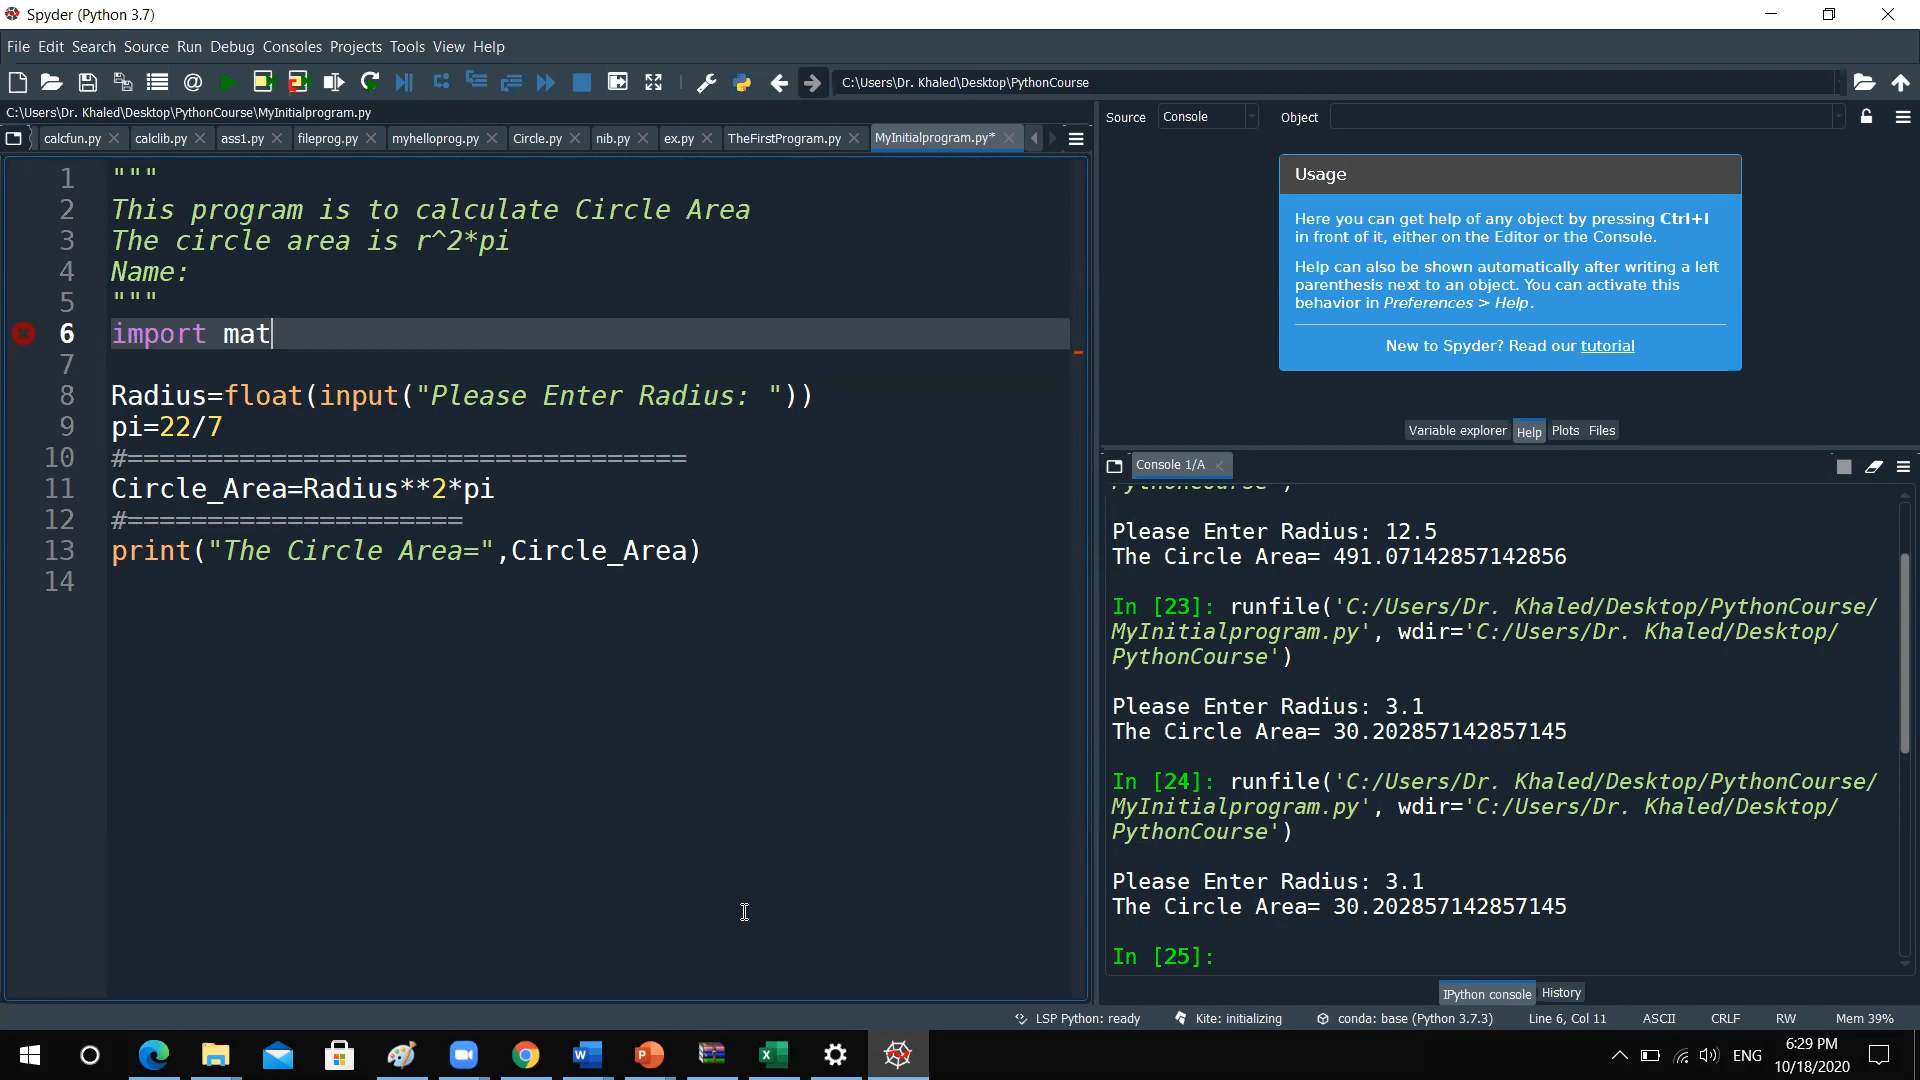 Spyder (Python 3.7)
File Edit Search Source Run Debug Consoles Projects Tools View Help
C:\Users\Dr. Khaled\Desktop\PythonCourse
C:\Users\Dr. Khaled\Desktop\PythonCourse\MyInitialprogram.py
calcfun.py calclib.py ass1.py fileprog.py myhelloprog.py Circle.py nib.py ex.py TheFirstProgram.py MyInitialprogram.py*
1 """
2 This program is to calculate Circle Area
3 The circle area is r^2*pi
4 Name:
5 """
6 import mat
7
8 Radius=float(input("Please Enter Radius: "))
9 pi=22/7
10 #===================================
11 Circle_Area=Radius**2*pi
12 #=====================
13 print("The Circle Area=",Circle_Area)
14
Source Console Object
Usage
Here you can get help of any object by pressing Ctrl+I
in front of it, either on the Editor or the Console.
Help can also be shown automatically after writing a left
parenthesis next to an object. You can activate this
behavior in Preferences > Help.
New to Spyder? Read our tutorial
Variable explorer Help Plots Files
Console 1/A
PythonCourse')
Please Enter Radius: 12.5
The Circle Area= 491.07142857142856
In [23]: runfile('C:/Users/Dr. Khaled/Desktop/PythonCourse/
MyInitialprogram.py', wdir='C:/Users/Dr. Khaled/Desktop/
PythonCourse')
Please Enter Radius: 3.1
The Circle Area= 30.202857142857145
In [24]: runfile('C:/Users/Dr. Khaled/Desktop/PythonCourse/
MyInitialprogram.py', wdir='C:/Users/Dr. Khaled/Desktop/
PythonCourse')
Please Enter Radius: 3.1
The Circle Area= 30.202857142857145
In [25]:
IPython console History
LSP Python: ready Kite: initializing conda: base (Python 3.7.3) Line 6, Col 11 ASCII CRLF RW Mem 39%
ENG
6:29 PM
10/18/2020